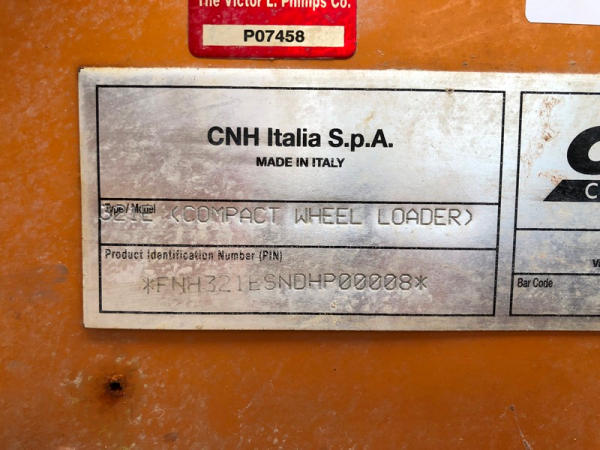 The Victor L. Phillips Co.
P07458
CNH Italia S.p.A.
MADE IN ITALY
Type/Model
321E (COMPACT WHEEL LOADER)
Product Identification Number (PIN)
*FNH321ESNDHP00008*
Bar Code